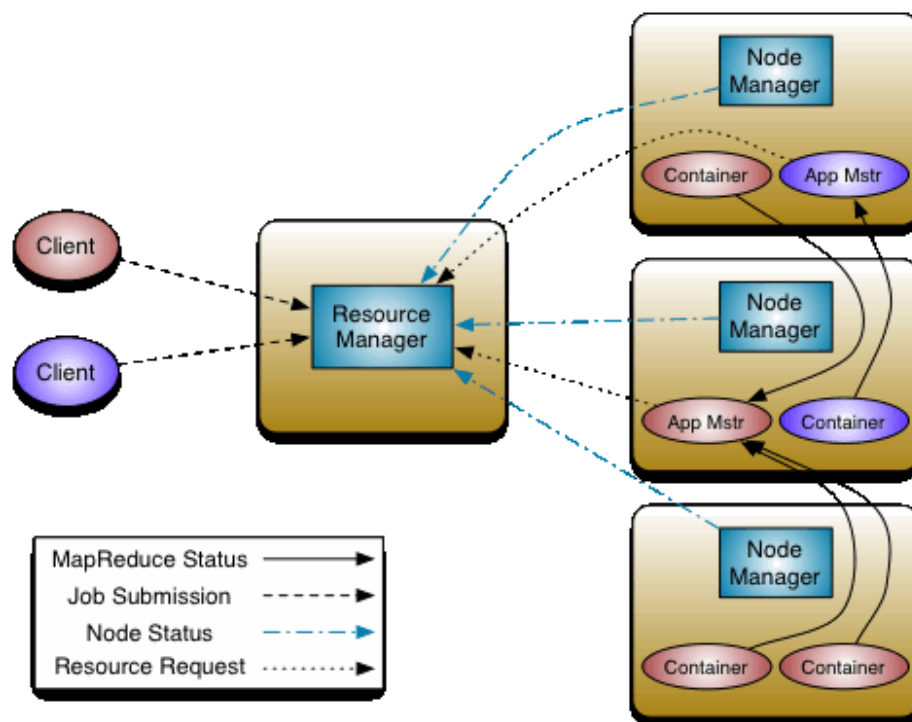 Node
Manager
Container
App Mstr
Client
Client
Resource
Manager
Node
Manager
App Mstr
Container
Node
Manager
Container
Container
MapReduce Status
Job Submission
Node Status
Resource Request